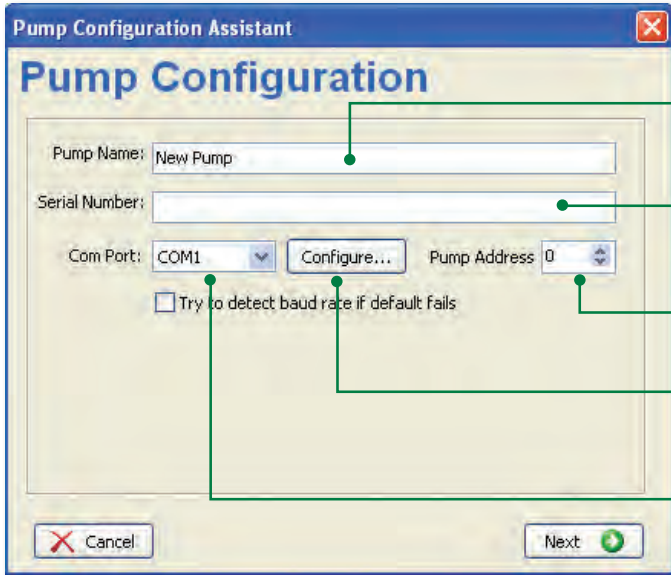 Pump Configuration Assistant
Pump Configuration
Pump Name: New Pump
Serial Number:
Com Port: COM1 Configure... Pump Address 0
Try to detect baud rate if default fails
Cancel Next